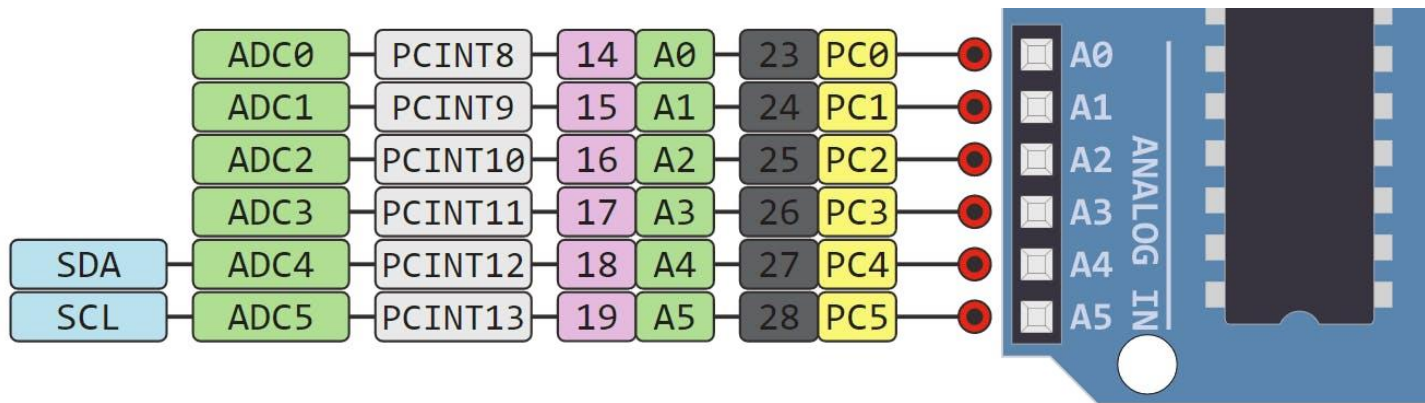 ADC0 PCINT8 14 A0 23 PC0 A0
ADC1 PCINT9 15 A1 24 PC1 A1
ADC2 PCINT10 16 A2 25 PC2 A2
ADC3 PCINT11 17 A3 26 PC3 A3
SDA ADC4 PCINT12 18 A4 27 PC4 A4
SCL ADC5 PCINT13 19 A5 28 PC5 A5
ANALOG IN